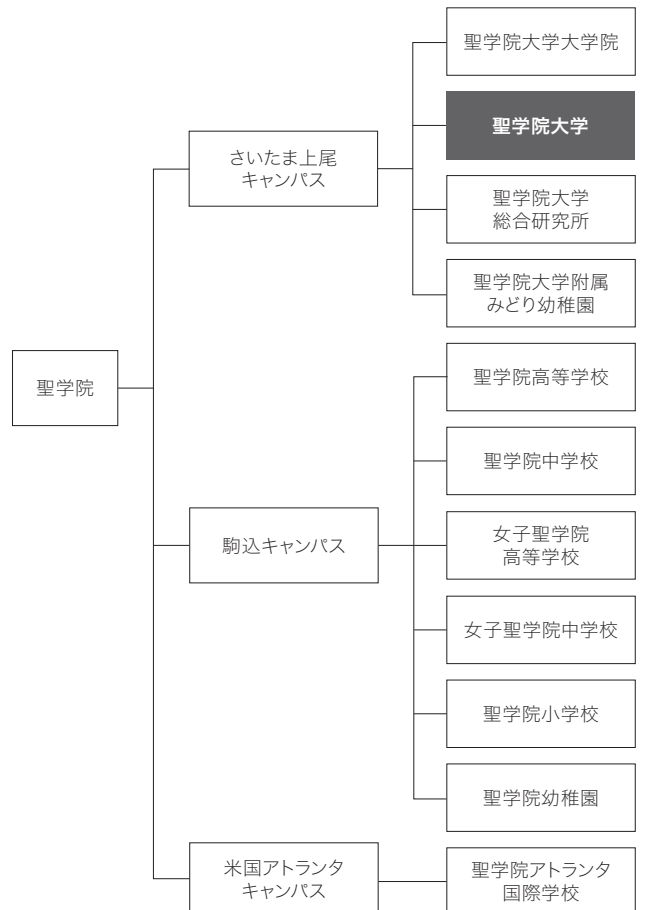 聖学院
さいたま上尾
キャンパス
聖学院大学大学院
聖学院大学
聖学院大学
総合研究所
聖学院大学附属
みどり幼稚園
駒込キャンパス
聖学院高等学校
聖学院中学校
女子聖学院
高等学校
女子聖学院中学校
聖学院小学校
聖学院幼稚園
米国アトランタ
キャンパス
聖学院アトランタ
国際学校